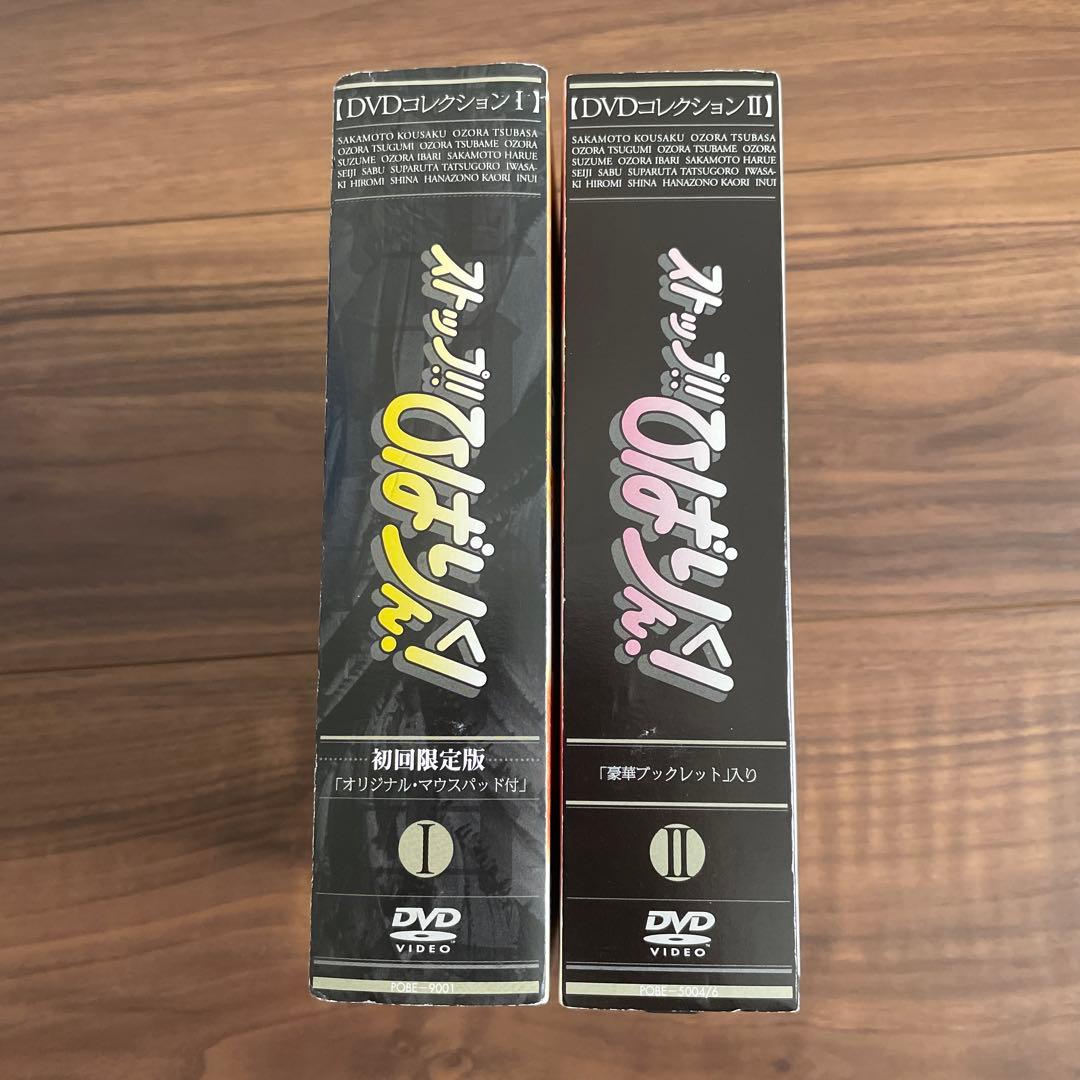 【DVDコレクションⅠ】
SAKAMOTO KOUSAKU OZORA TSUBASA
OZORA TSUGUMI OZORA TSUBAME OZORA
SUZUME OZORA IBARI SAKAMOTO HARUE
SEIJI SABU SUPARUTA TATSUGORO IWASA-
KI HIROMI SHINA HANAZONO KAORI INUI
ストップ!!
ひばりくん!
初回限定版
「オリジナル・マウスパッド付」
Ⅰ
DVD
VIDEO
POBE-9001
【DVDコレクションⅡ】
SAKAMOTO KOUSAKU OZORA TSUBASA
OZORA TSUGUMI OZORA TSUBAME OZORA
SUZUME OZORA IBARI SAKAMOTO HARUE
SEIJI SABU SUPARUTA TATSUGORO IWASA-
KI HIROMI SHINA HANAZONO KAORI INUI
ストップ!!
ひばりくん!
「豪華ブックレット」入り
Ⅱ
DVD
VIDEO
POBE-5004/6